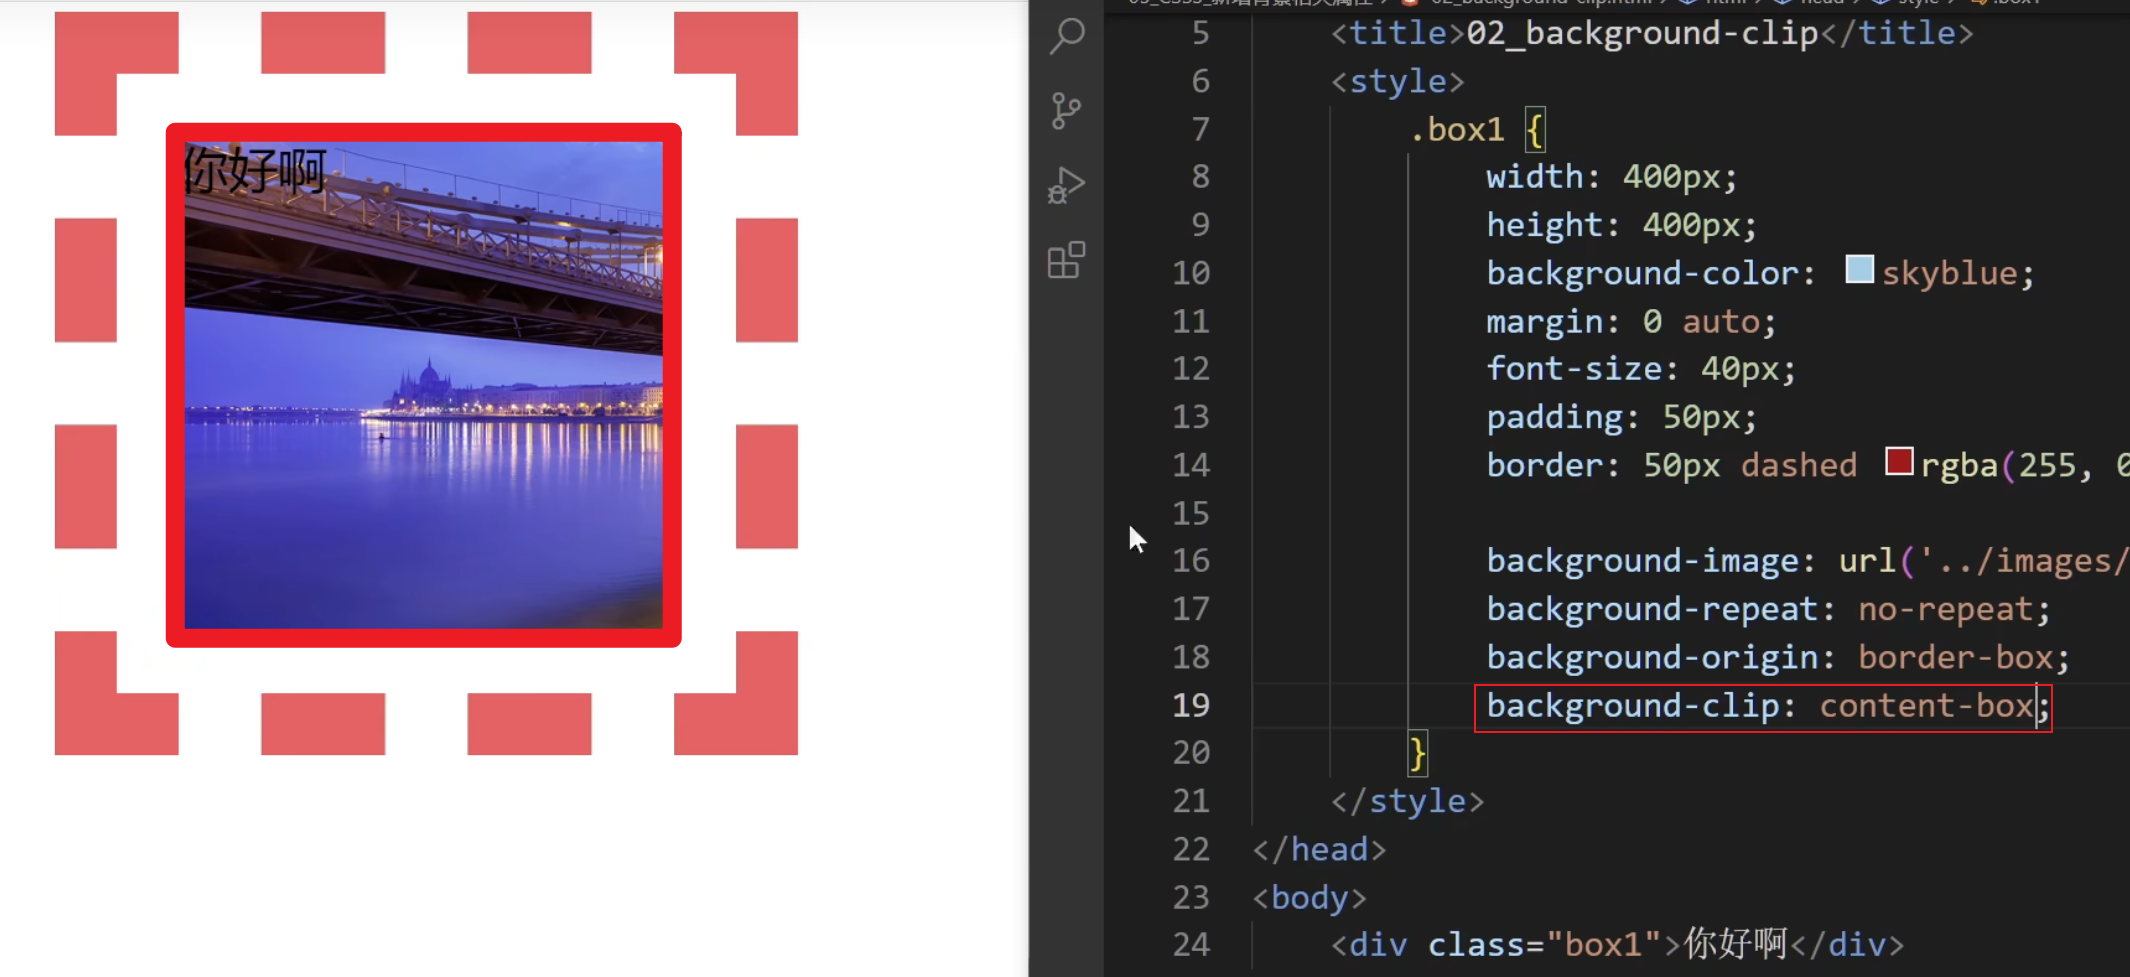 你好啊
5 <title>02_background-clip</title>
6 <style>
7 .box1 {
8 width: 400px;
9 height: 400px;
10 background-color: skyblue;
11 margin: 0 auto;
12 font-size: 40px;
13 padding: 50px;
14 border: 50px dashed rgba(255, 0
15
16 background-image: url('../images/
17 background-repeat: no-repeat;
18 background-origin: border-box;
19 background-clip: content-box;
20 }
21 </style>
22 </head>
23 <body>
24 <div class="box1">你好啊</div>